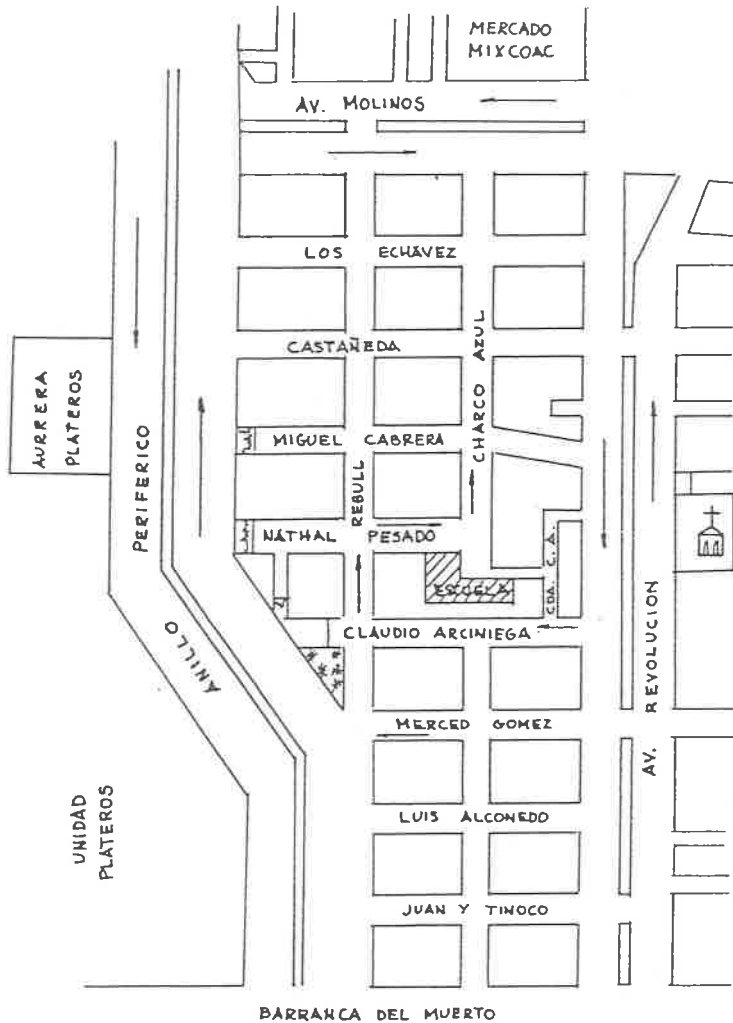 MERCADO
MIXCOAC
AV. MOLINOS
LOS ECHÁVEZ
CASTAÑEDA
CHARCO AZUL
AURRERA
PLATEROS
PERIFERICO
MIGUEL CABRERA
REBULL
NATHAL PESADO
ESCUELA
CDA. C. A.
CLAUDIO ARCINIEGA
ANILLO
AV. REVOLUCION
MERCED GOMEZ
LUIS ALCONEDO
UNIDAD
PLATEROS
JUAN Y TINOCO
BARRANCA DEL MUERTO